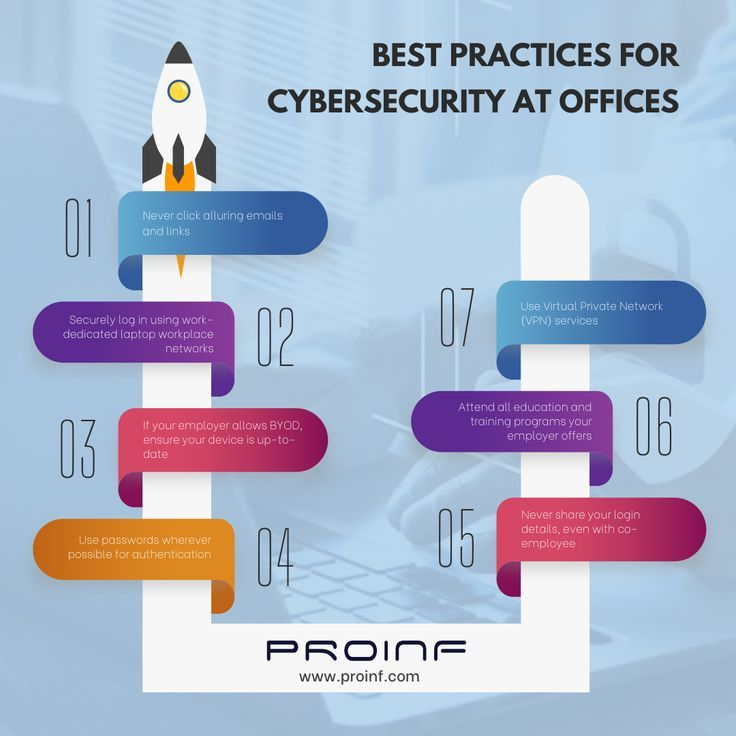 BEST PRACTICES FOR
CYBERSECURITY AT OFFICES
01
Never click alluring emails
and links
02
Securely log in using work-
dedicated laptop workplace
networks
03
If your employer allows BYOD,
ensure your device is up-to-
date
04
Use passwords wherever
possible for authentication
05
Never share your login
details, even with co-
employee
06
Attend all education and
training programs your
employer offers
07
Use Virtual Private Network
(VPN) services
PROINF
www.proinf.com